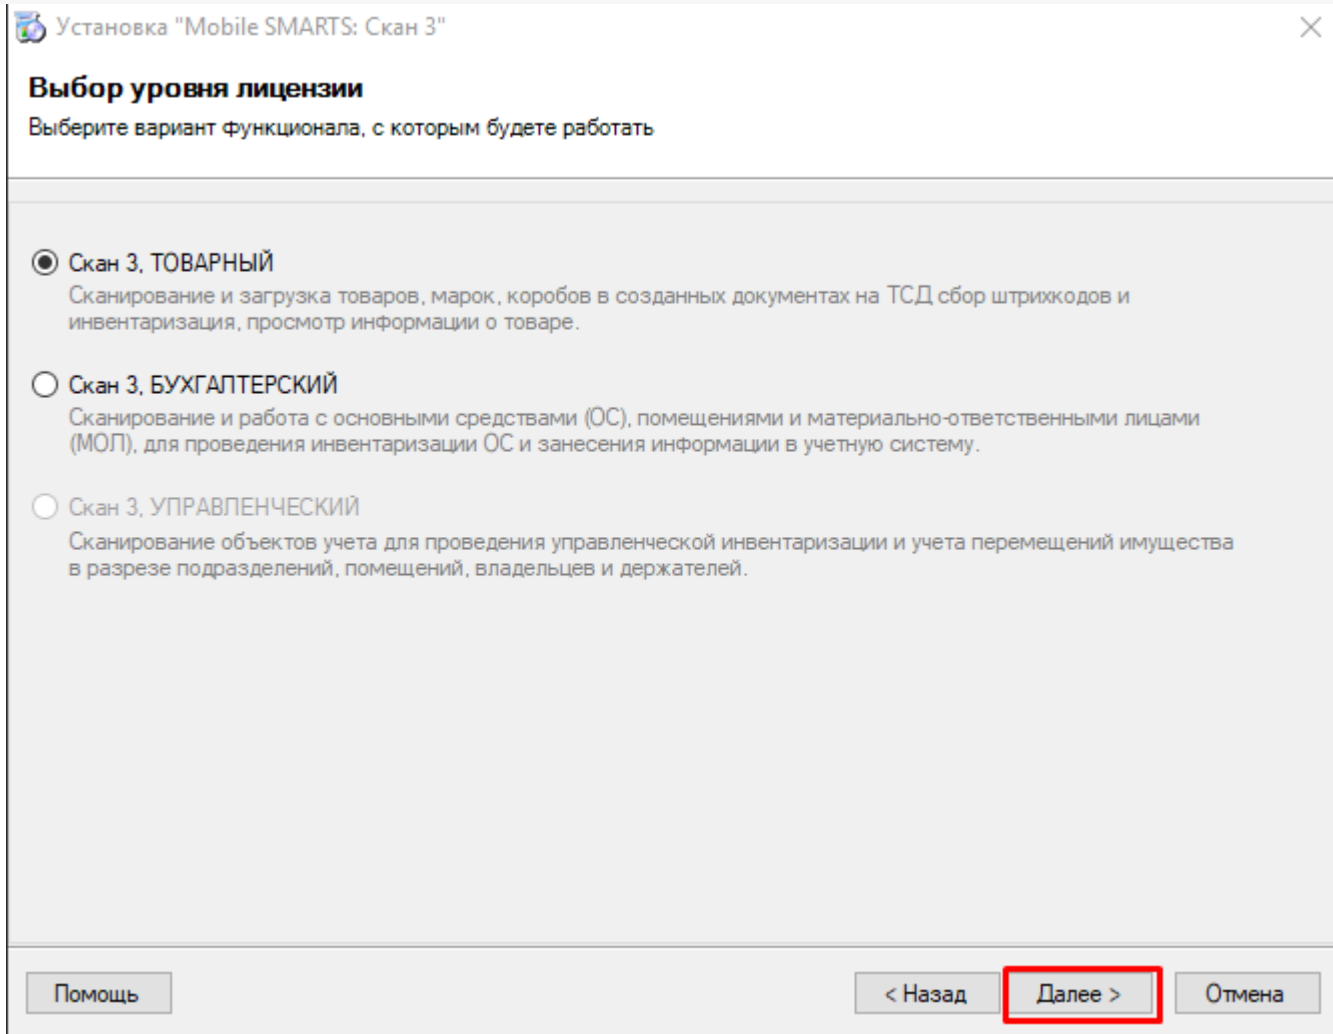 Установка "Mobile SMARTS: Скан 3"
Выбор уровня лицензии
Выберите вариант функционала, с которым будете работать
Скан 3, ТОВАРНЫЙ
Сканирование и загрузка товаров, марок, коробов в созданных документах на ТСД сбор штрихкодов и
инвентаризация, просмотр информации о товаре.
Скан 3, БУХГАЛТЕРСКИЙ
Сканирование и работа с основными средствами (ОС), помещениями и материально-ответственными лицами
(МОЛ), для проведения инвентаризации ОС и занесения информации в учетную систему.
Скан 3, УПРАВЛЕНЧЕСКИЙ
Сканирование объектов учета для проведения управленческой инвентаризации и учета перемещений имущества
в разрезе подразделений, помещений, владельцев и держателей.
Помощь
< Назад
Далее >
Отмена